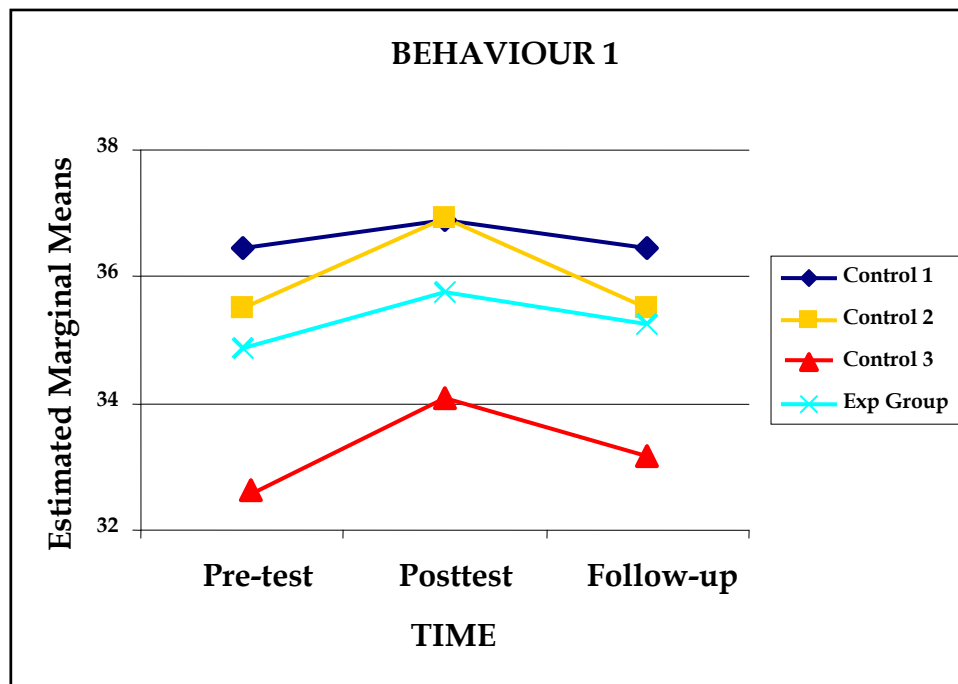 BEHAVIOUR 1
Estimated Marginal Means
38
36
34
32
Pre-test Posttest Follow-up
TIME
Control 1
Control 2
Control 3
Exp Group